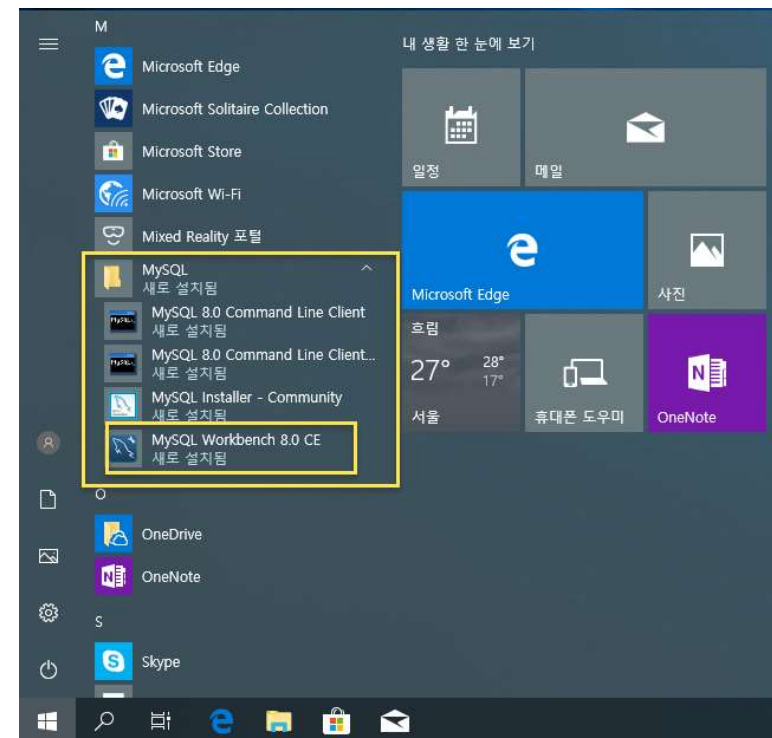 M
Microsoft Edge
Microsoft Solitaire Collection
Microsoft Store
Microsoft Wi-Fi
Mixed Reality 포털
MySQL
새로 설치됨
MySQL 8.0 Command Line Client
새로 설치됨
MySQL 8.0 Command Line Client...
새로 설치됨
MySQL Installer - Community
새로 설치됨
MySQL Workbench 8.0 CE
새로 설치됨
O
OneDrive
OneNote
S
Skype
내 생활 한 눈에 보기
일정
메일
Microsoft Edge
사진
흐림
27°
28°
17°
서울
휴대폰 도우미
OneNote